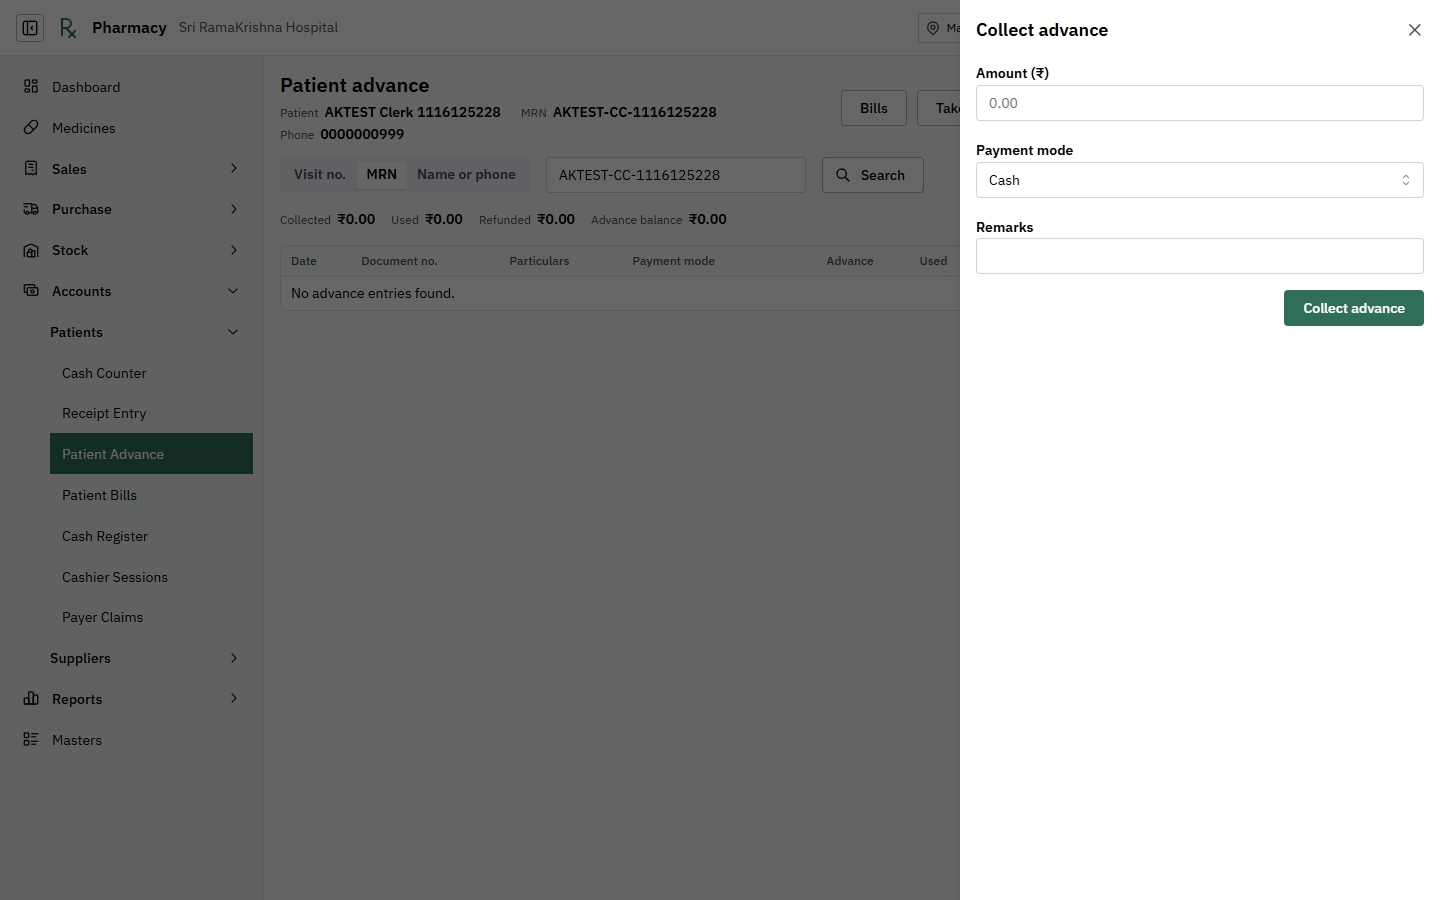 Pharmacy Sri RamaKrishna Hospital
Collect advance
Dashboard
Medicines
Sales
Purchase
Stock
Accounts
Patients
Cash Counter
Receipt Entry
Patient Advance
Patient Bills
Cash Register
Cashier Sessions
Payer Claims
Suppliers
Reports
Masters
Patient advance
Patient AKTEST Clerk 1116125228 MRN AKTEST-CC-1116125228
Phone 0000000999
Bills
Visit no. MRN Name or phone AKTEST-CC-1116125228 Search
Collected ₹0.00 Used ₹0.00 Refunded ₹0.00 Advance balance ₹0.00
Date Document no. Particulars Payment mode Advance Used
No advance entries found.
Amount (₹)
0.00
Payment mode
Cash
Remarks
Collect advance